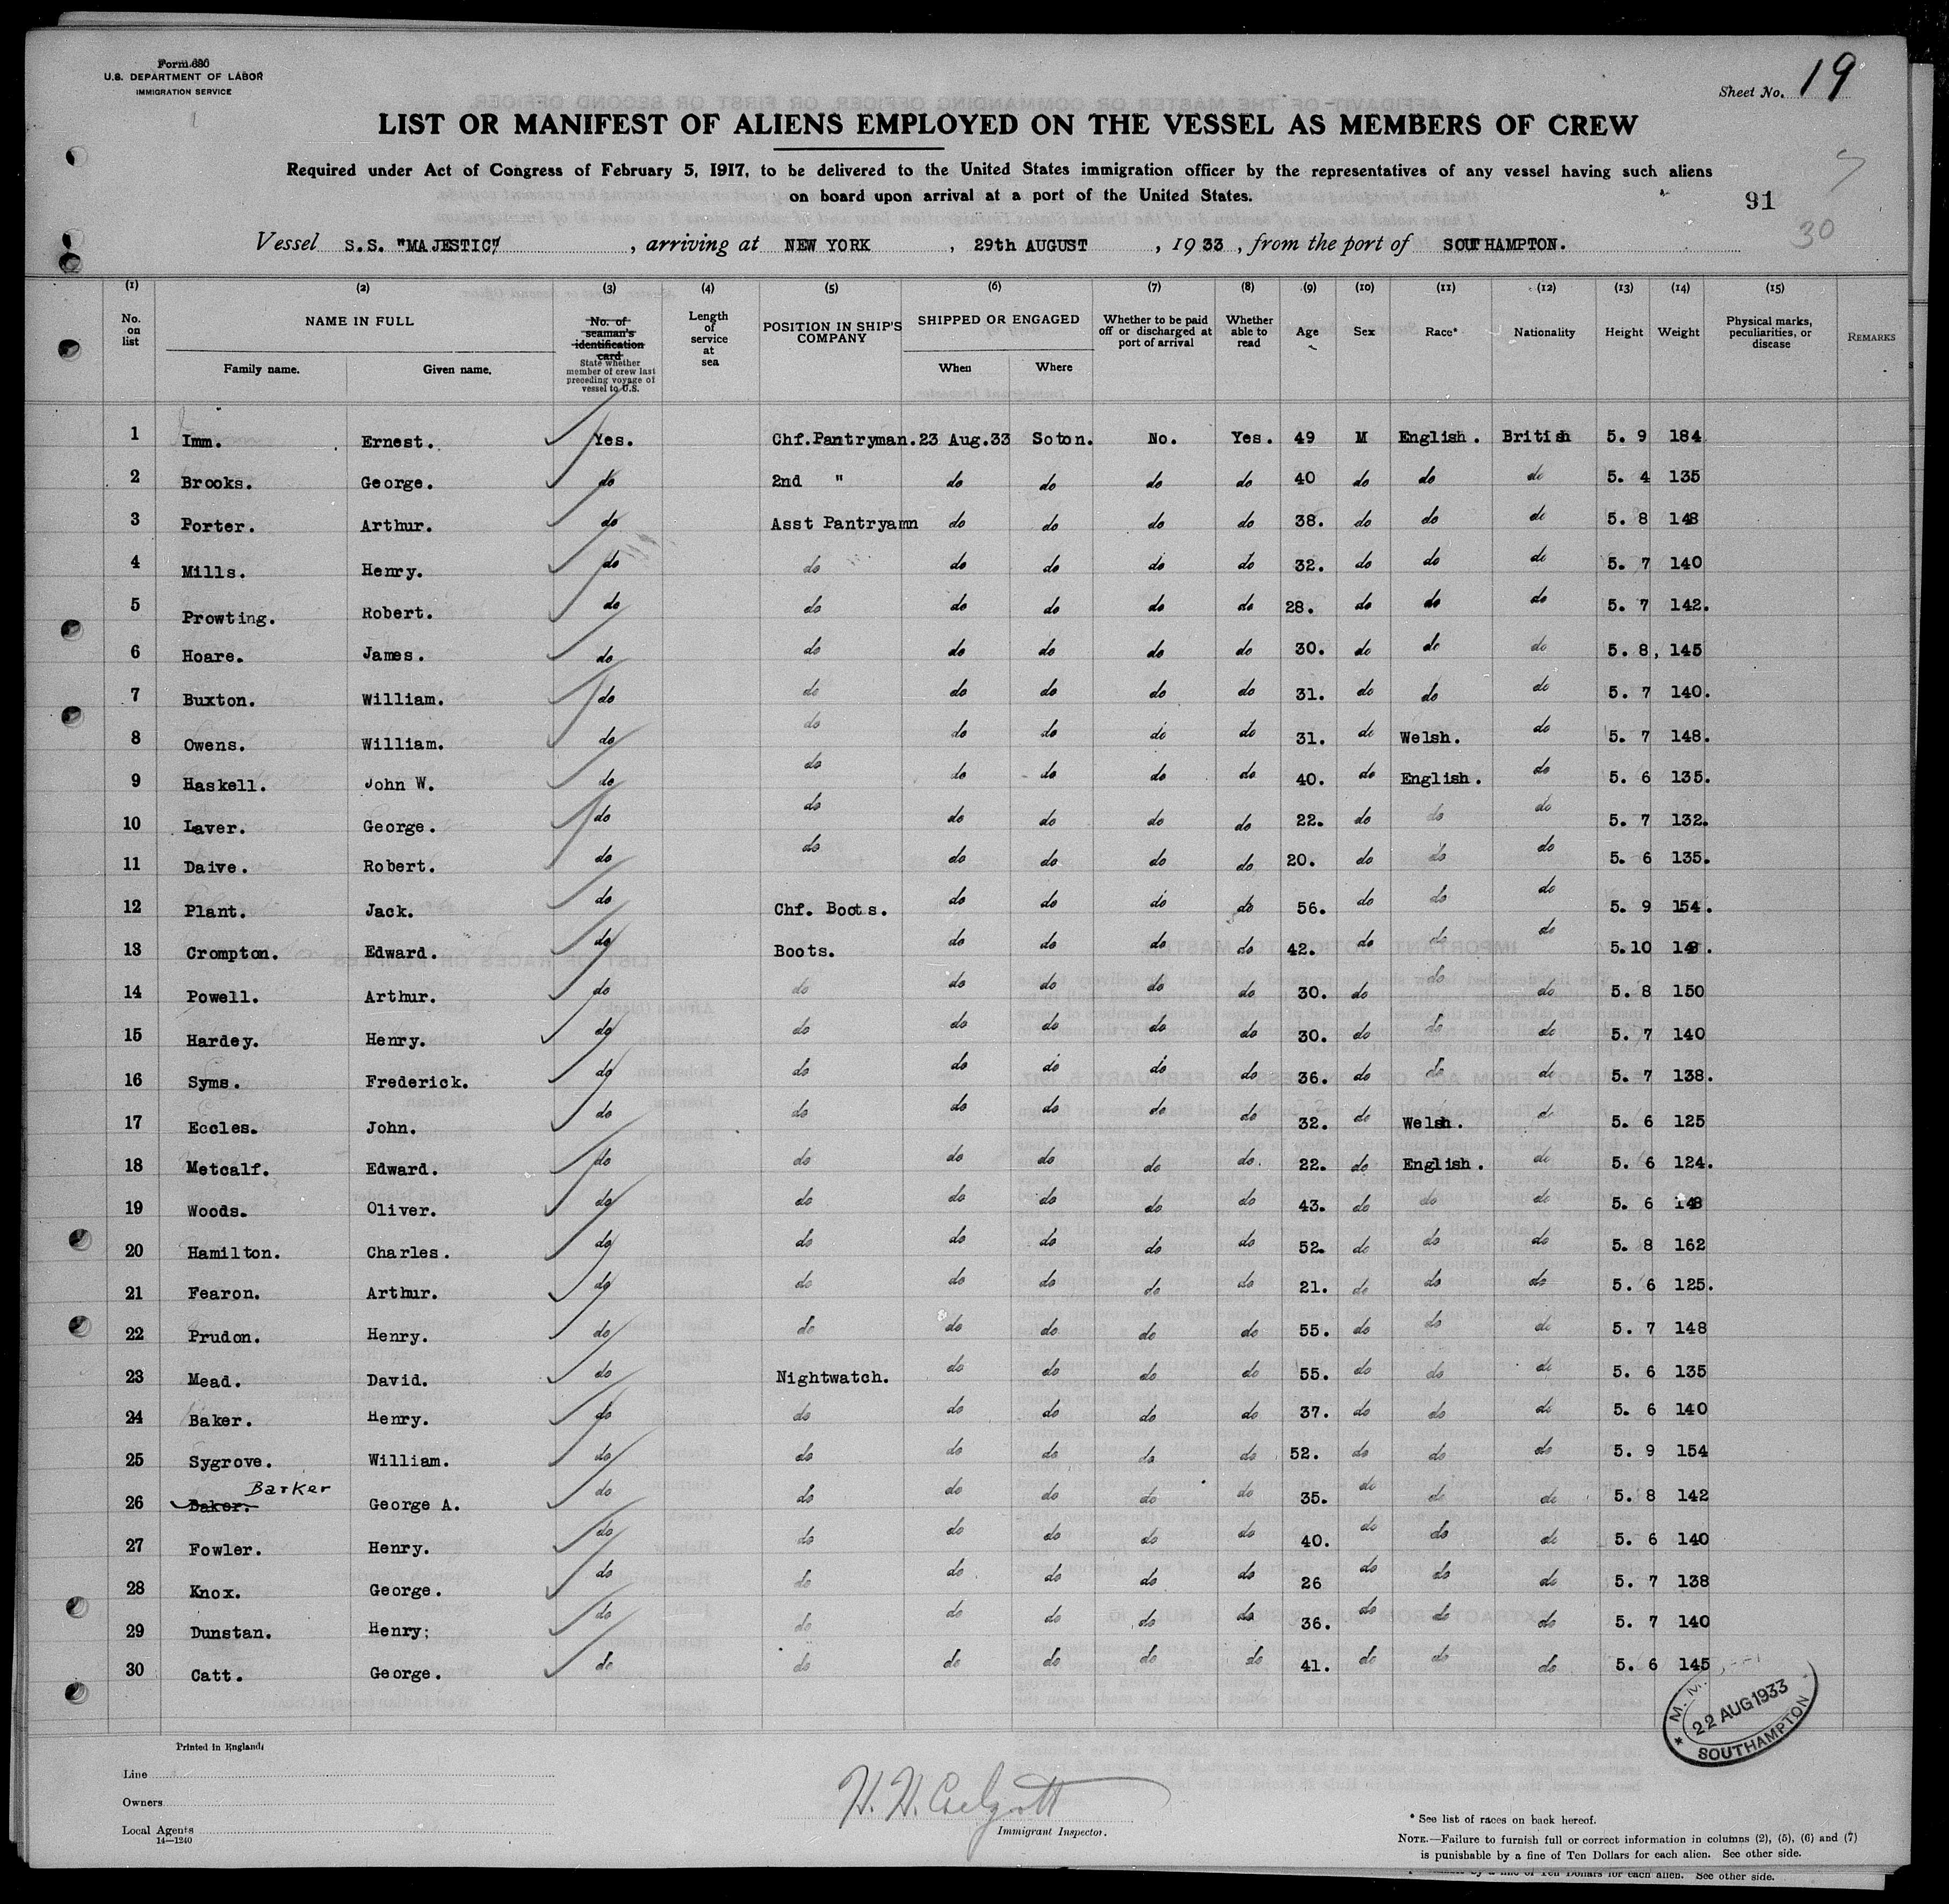 Form 680
U.S. DEPARTMENT OF LABOR
IMMIGRATION SERVICE
Sheet No. 19
LIST OR MANIFEST OF ALIENS EMPLOYED ON THE VESSEL AS MEMBERS OF CREW
Required under Act of Congress of February 5, 1917, to be delivered to the United States immigration officer by the representatives of any vessel having such aliens
on board upon arrival at a port of the United States.
91
30
Vessel S.S. "MAJESTIC", arriving at NEW YORK, 29th AUGUST, 1933, from the port of SOUTHAMPTON.
(1) (2) (3) (4) (5) (6) (7) (8) (9) (10) (11) (12) (13) (14) (15)
No. on list NAME IN FULL Family name. Given name. No. of seaman's identification card State whether member of crew last preceding voyage of vessel to U.S. Length of service at sea POSITION IN SHIP'S COMPANY SHIPPED OR ENGAGED When Where Whether to be paid off or discharged at port of arrival Whether able to read Age Sex Race* Nationality Height Weight Physical marks, peculiarities, or disease REMARKS
1 Imm. Ernest. Yes. Chf.Pantryman. 23 Aug.33 Soton. No. Yes. 49 M English. British 5. 9 184
2 Brooks. George. do 2nd " do do do do 40 do do do 5. 4 135
3 Porter. Arthur. do Asst Pantryamn do do do do 38. do do do 5. 8 148
4 Mills. Henry. do do do do do do 32. do do do 5. 7 140
5 Prowting. Robert. do do do do do do 28. do do do 5. 7 142.
6 Hoare. James. do do do do do do 30. do do do 5. 8, 145
7 Buxton. William. do do do do do do 31. do do do 5. 7 140.
8 Owens. William. do do do do do do 31. do Welsh. do 5. 7 148.
9 Haskell. John W. do do do do do do 40. do English. do 5. 6 135.
10 Laver. George. do do do do do do 22. do do do 5. 7 132.
11 Daive. Robert. do do do do do do 20. do do do 5. 6 135.
12 Plant. Jack. do Chf. Boots. do do do do 56. do do do 5. 9 154.
13 Crompton. Edward. do Boots. do do do do 42. do do do 5.10 148.
14 Powell. Arthur. do do do do do do 30. do do do 5. 8 150
15 Hardey. Henry. do do do do do do 30. do do do 5. 7 140
16 Syms. Frederick. do do do do do do 36. do do do 5. 7 138.
17 Eccles. John. do do do do do do 32. do Welsh. do 5. 6 125
18 Metcalf. Edward. do do do do do do. 22. do English. do 5. 6 124.
19 Woods. Oliver. do do do do do do 43. do do do 5. 6 148
20 Hamilton. Charles. do do do do do do 52. do do do 5. 8 162
21 Fearon. Arthur. do do do do do do 21. do do do 5. 6 125.
22 Prudon. Henry. do do do do do do 55. do do do 5. 7 148
23 Mead. David. do Nightwatch. do do do do 55. do do do 5. 6 135
24 Baker. Henry. do do do do do do 37. do do do 5. 6 140
25 Sygrove. William. do do do do do do 52. do do do 5. 9 154
Barker
26 Baker. George A. do do do do do do 35. do do do 5. 8 142
27 Fowler. Henry. do do do do do do 40. do do do 5. 6 140
28 Knox. George. do do do do do do 26 do do do 5. 7 138
29 Dunstan. Henry; do do do do do do 36. do do do 5. 7 140
30 Catt. George. do do do do do do 41. do do do 5. 6 145
22 AUG 1933
SOUTHAMPTON
Printed in England
Line
Owners
Local Agents
14—1240
H. H.
Immigrant Inspector.
* See list of races on back hereof.
NOTE.—Failure to furnish full or correct information in columns (2), (5), (6) and (7)
is punishable by a fine of Ten Dollars for each alien. See other side.
by a fine of Ten Dollars for each alien. See other side.